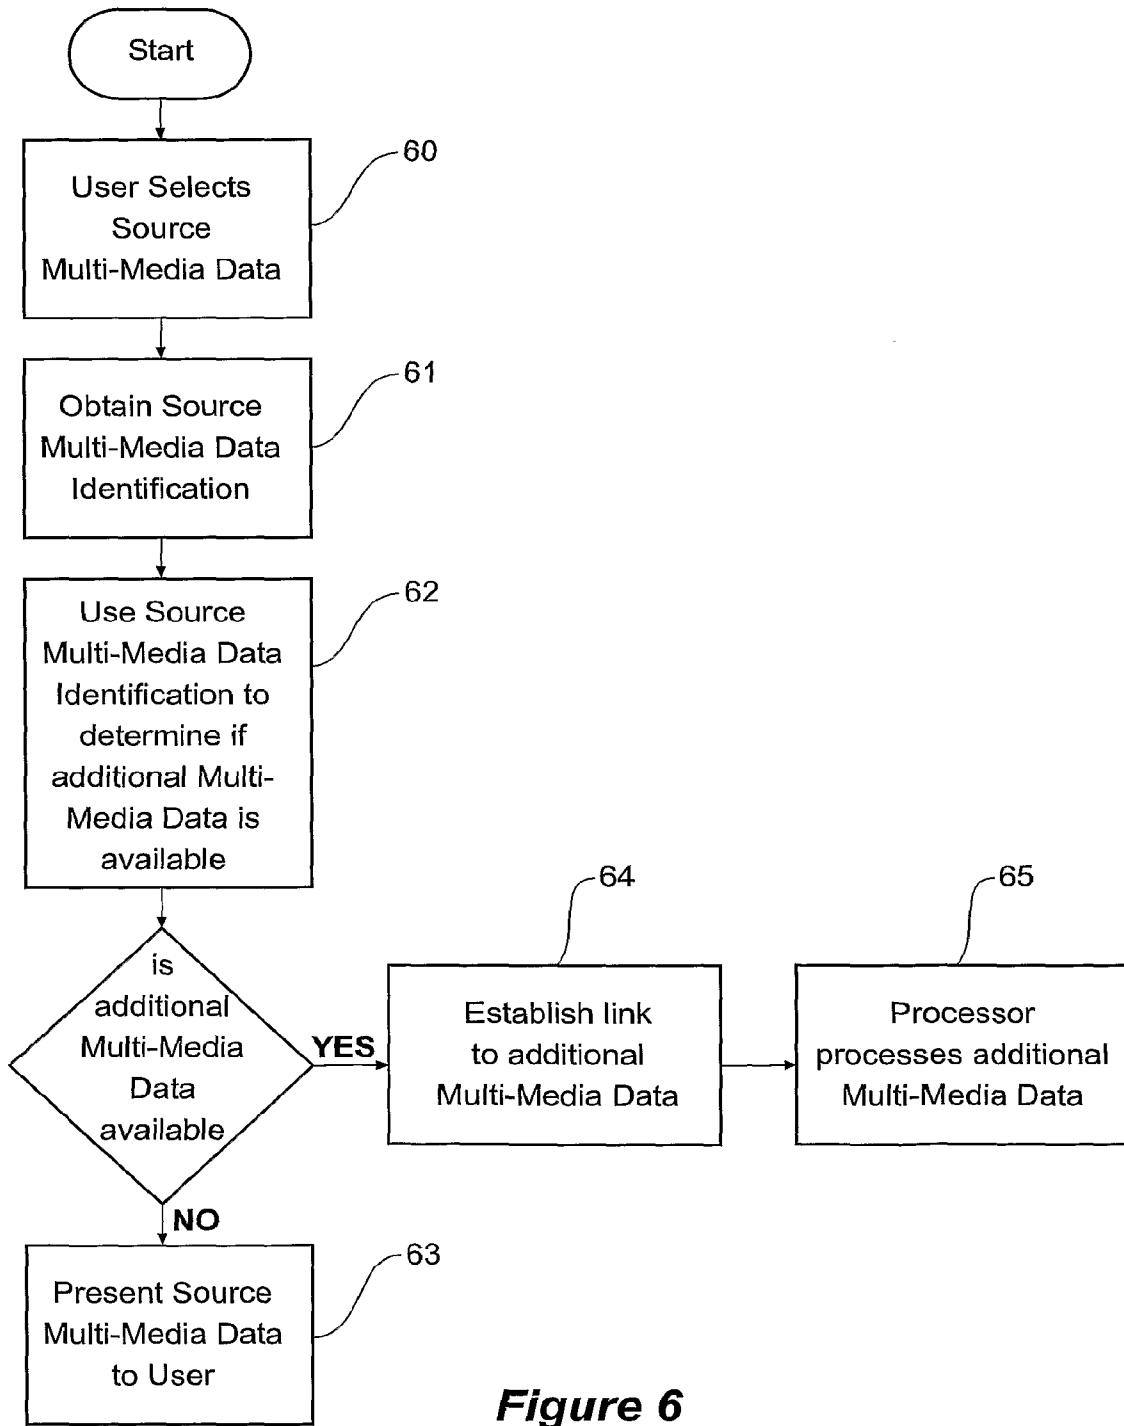 Start
60
User Selects
Source
Multi-Media Data
61
Obtain Source
Multi-Media Data
Identification
62
Use Source
Multi-Media Data
Identification to
determine if
additional Multi-
Media Data is
available
is
additional
Multi-Media
Data
available
YES
64
Establish link
to additional
Multi-Media Data
65
Processor
processes additional
Multi-Media Data
NO
63
Present Source
Multi-Media Data
to User
Figure 6